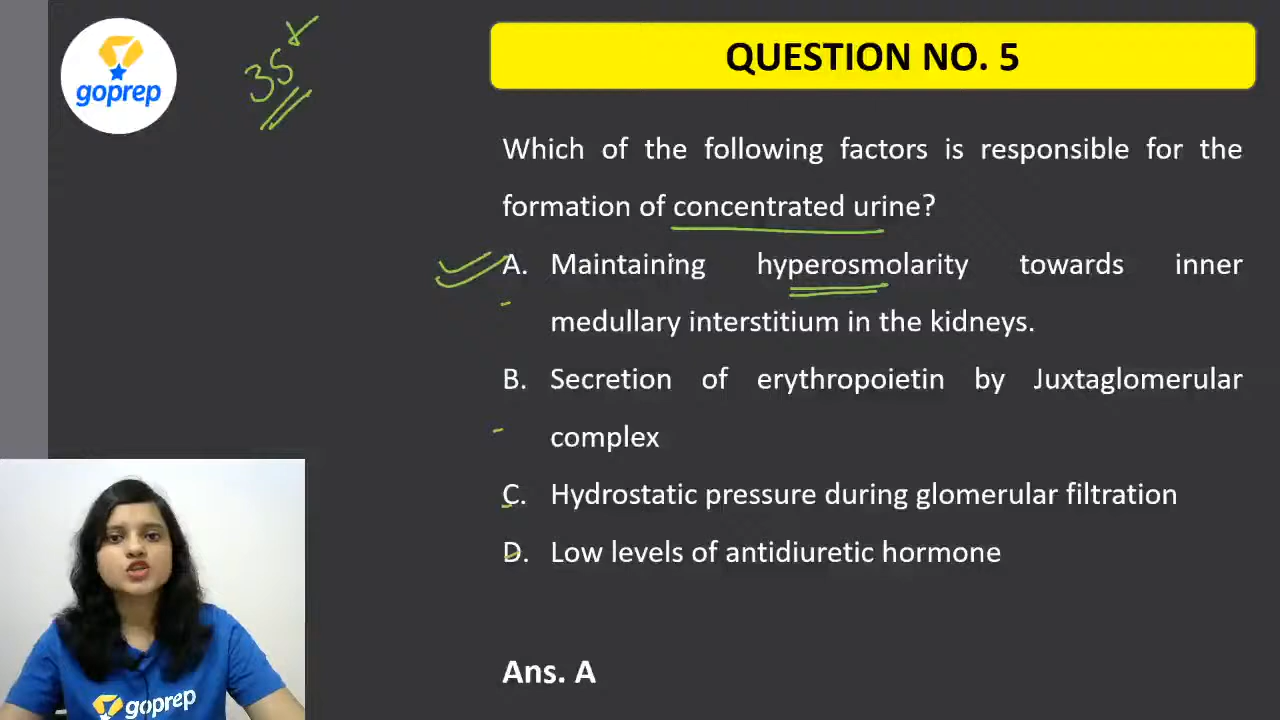 goprep
35
QUESTION NO. 5
Which of the following factors is responsible for the
formation of concentrated urine?
A. Maintaining hyperosmolarity towards inner
medullary interstitium in the kidneys.
B. Secretion of erythropoietin by Juxtaglomerular
complex
C. Hydrostatic pressure during glomerular filtration
D. Low levels of antidiuretic hormone
Ans. A
goprep